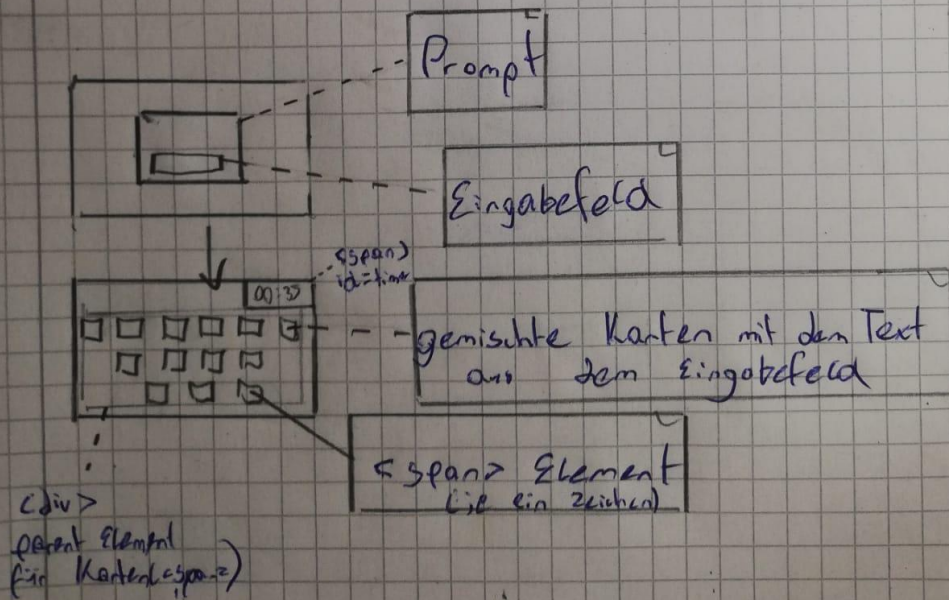 Prompt
Eingabefeld
<span>
id=timer
00:35
gemischte Karten mit dem Text
aus dem Eingabefeld
<span> Element
(je ein Zeichen)
<div>
parent Element
für Karten(<span>)